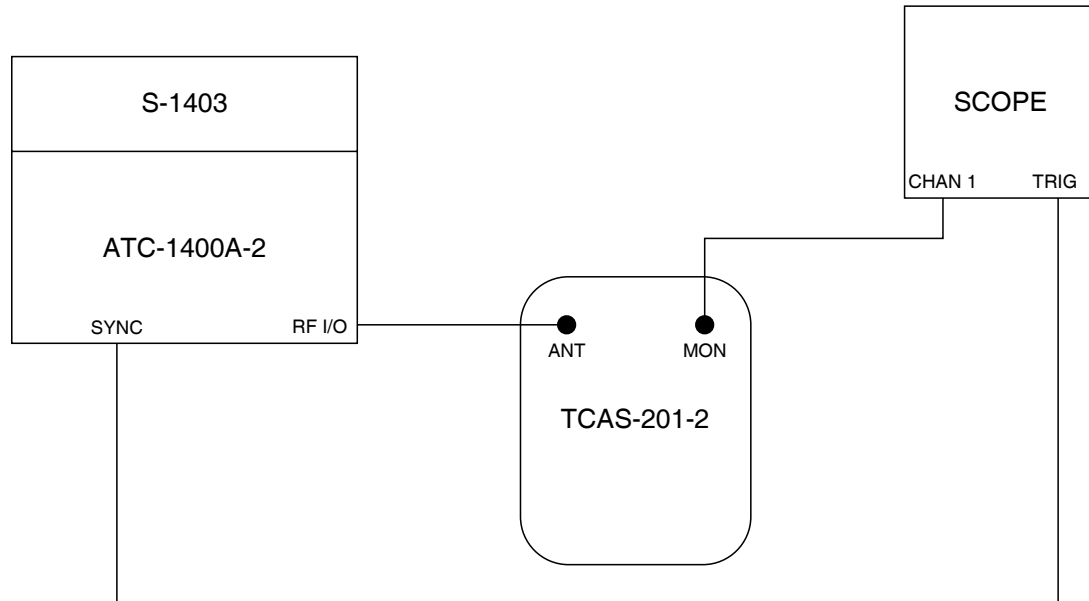 S-1403
ATC-1400A-2
SYNC
RF I/O
SCOPE
CHAN 1
TRIG
ANT
MON
TCAS-201-2